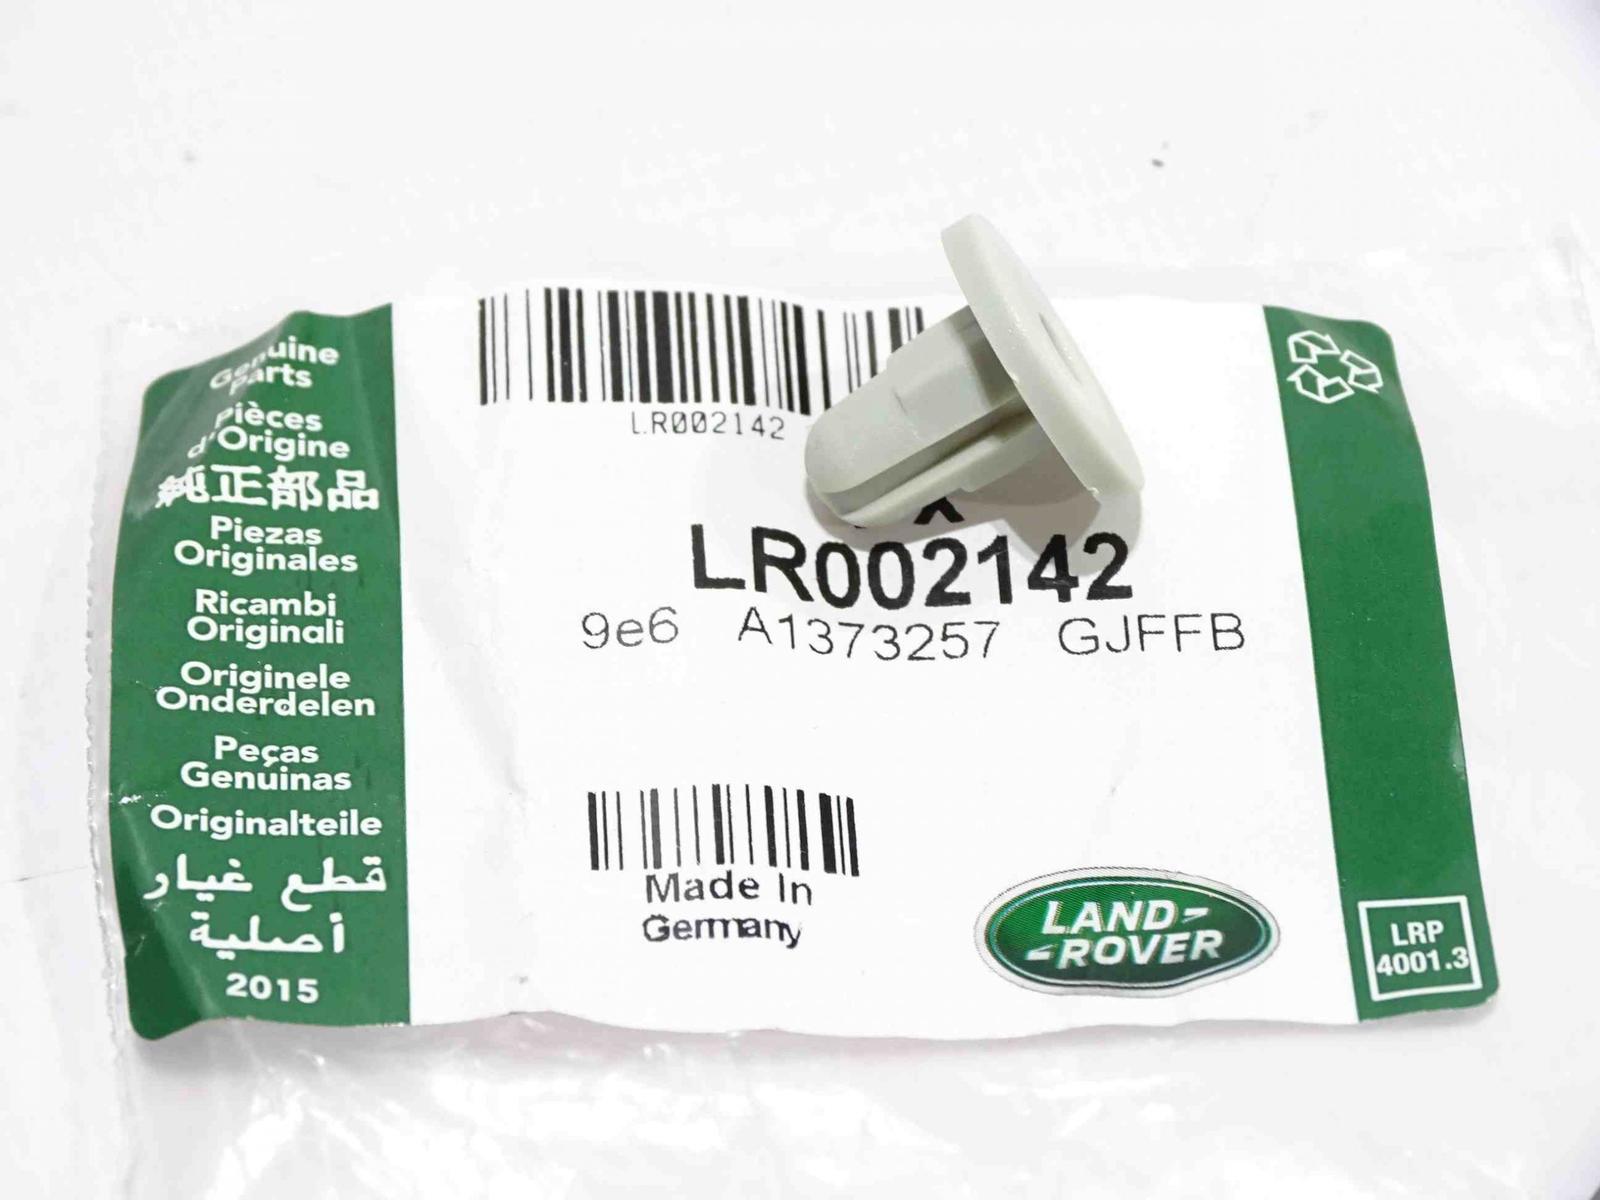 Genuine
Parts
Pièces
d'Origine
純正部品
Piezas
Originales
Ricambi
Originali
Originele
Onderdelen
Peças
Genuinas
Originalteile
قطع غيار
أصلية
2015
LR002142
LR002142
9e6 A1373257 GJFFB
Made In
Germany
LAND
ROVER
LRP
4001.3